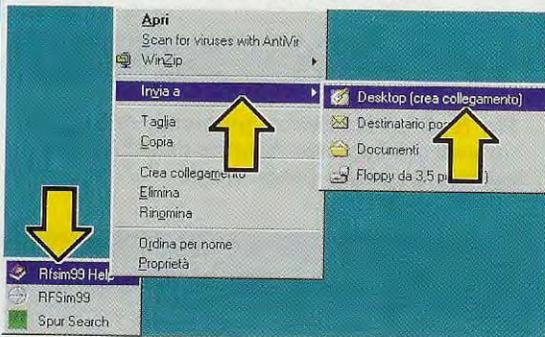 Apri
Scan for viruses with AntiVir
WinZip
Invia a
Taglia
Copia
Crea collegamento
Elimina
Rinomina
Ordina per nome
Proprietà
Desktop (crea collegamento)
Destinatario
Documenti
Floppy da 3,5
Rfsim99 Help
RFSim99
Spur Search